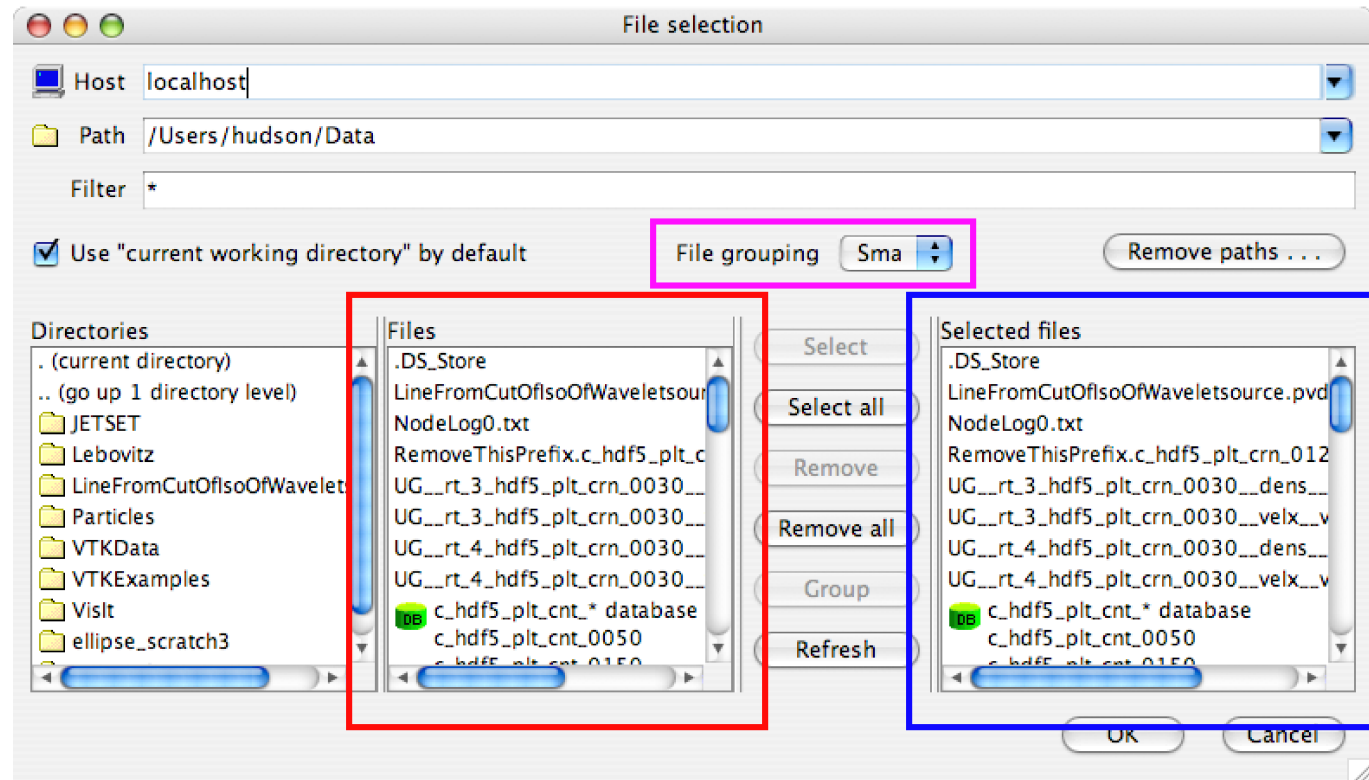 File selection
Host localhost
Path /Users/hudson/Data
Filter *
Use "current working directory" by default
File grouping Sma
Remove paths ...
Directories
. (current directory)
.. (go up 1 directory level)
JETSET
Lebovitz
LineFromCutOfIsoOfWavelets
Particles
VTKData
VTKExamples
VisIt
ellipse_scratch3
Files
.DS_Store
LineFromCutOfIsoOfWaveletsour
NodeLog0.txt
RemoveThisPrefix.c_hdf5_plt_c
UG__rt_3_hdf5_plt_crn_0030__
UG__rt_3_hdf5_plt_crn_0030__
UG__rt_4_hdf5_plt_crn_0030__
UG__rt_4_hdf5_plt_crn_0030__
DB c_hdf5_plt_cnt_* database
c_hdf5_plt_cnt_0050
c_hdf5_plt_cnt_0150
Select
Select all
Remove
Remove all
Group
Refresh
Selected files
.DS_Store
LineFromCutOfIsoOfWaveletsource.pvd
NodeLog0.txt
RemoveThisPrefix.c_hdf5_plt_crn_012
UG__rt_3_hdf5_plt_crn_0030__dens__
UG__rt_3_hdf5_plt_crn_0030__velx__v
UG__rt_4_hdf5_plt_crn_0030__dens__
UG__rt_4_hdf5_plt_crn_0030__velx__v
DB c_hdf5_plt_cnt_* database
c_hdf5_plt_cnt_0050
c_hdf5_plt_cnt_0150
OK
Cancel